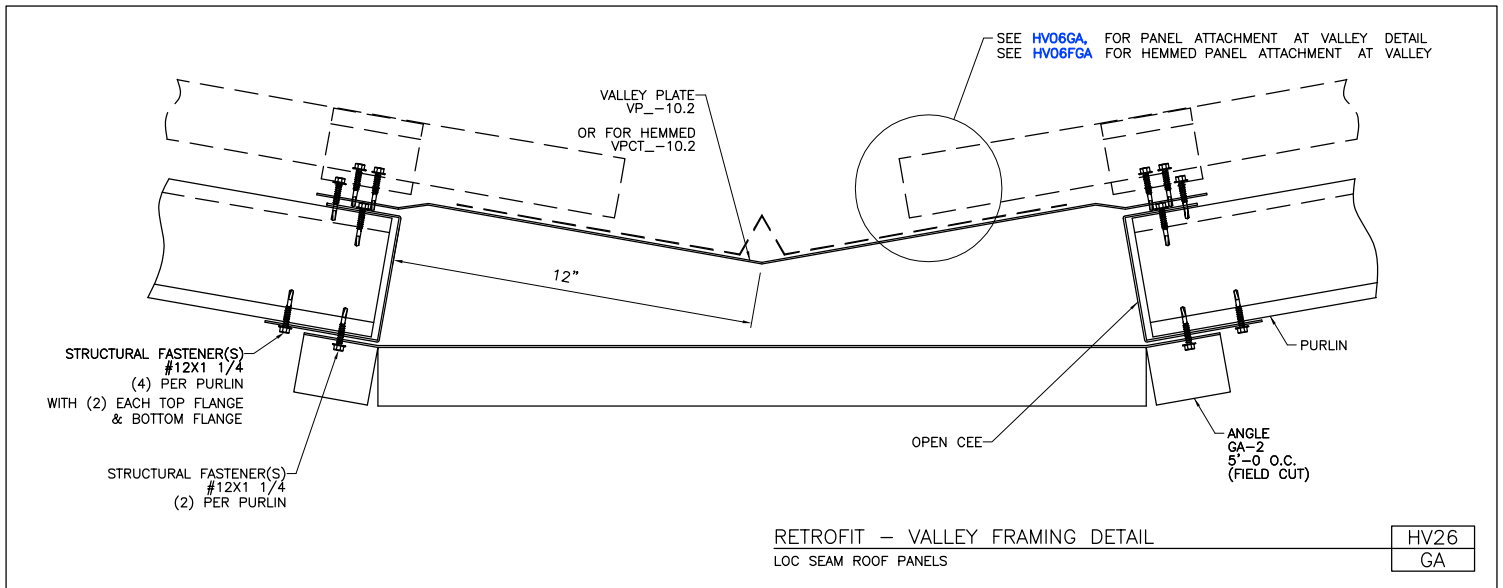 SEE HV06GA, FOR PANEL ATTACHMENT AT VALLEY DETAIL
SEE HV06FGA FOR HEMMED PANEL ATTACHMENT AT VALLEY
VALLEY PLATE
VP_-10.2
OR FOR HEMMED
VPCT_-10.2
12"
STRUCTURAL FASTENER(S)
#12X1 1/4
(4) PER PURLIN
WITH (2) EACH TOP FLANGE
& BOTTOM FLANGE
STRUCTURAL FASTENER(S)
#12X1 1/4
(2) PER PURLIN
PURLIN
OPEN CEE
ANGLE
GA-2
5'-0 O.C.
(FIELD CUT)
RETROFIT - VALLEY FRAMING DETAIL
LOC SEAM ROOF PANELS
HV26
GA